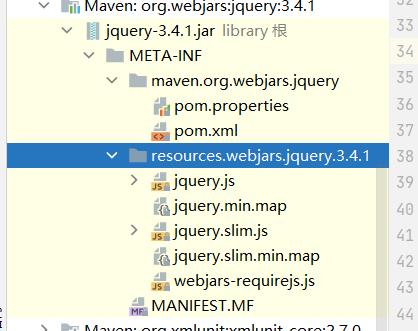 Maven: org.webjars:jquery:3.4.1
jquery-3.4.1.jar library 根
META-INF
maven.org.webjars.jquery
pom.properties
pom.xml
resources.webjars.jquery.3.4.1
jquery.js
jquery.min.map
jquery.slim.js
jquery.slim.min.map
webjars-requirejs.js
MANIFEST.MF
Maven: org.xmlunit:xmlunit-core:2.7.0
32
33
34
35
36
37
38
39
40
41
42
43
44